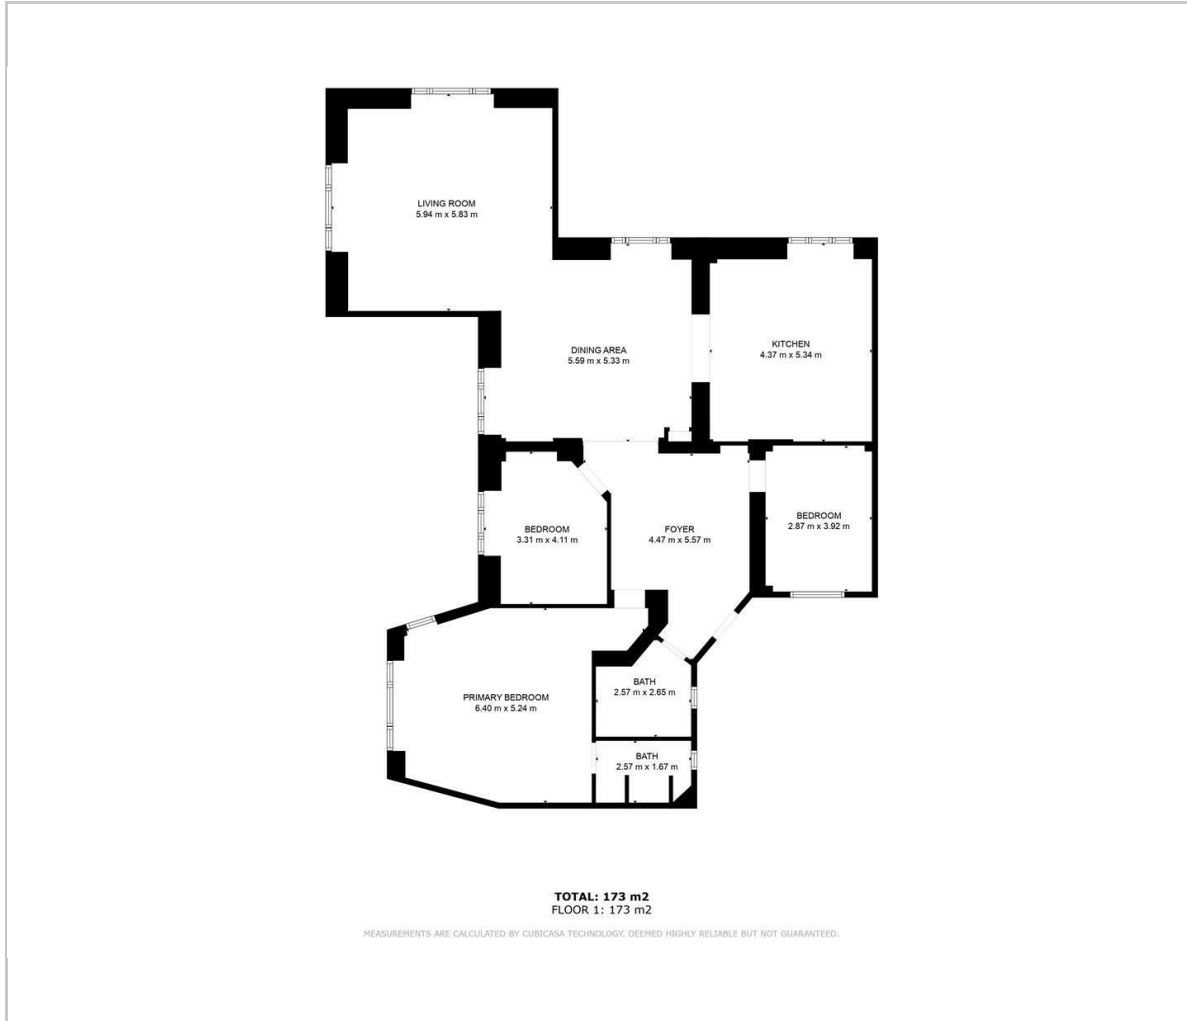 LIVING ROOM
5.94 m x 5.83 m
DINING AREA
5.59 m x 5.33 m
KITCHEN
4.37 m x 5.34 m
BEDROOM
3.31 m x 4.11 m
FOYER
4.47 m x 5.57 m
BEDROOM
2.87 m x 3.92 m
PRIMARY BEDROOM
6.40 m x 5.24 m
BATH
2.57 m x 2.65 m
BATH
2.57 m x 1.67 m
TOTAL: 173 m2
FLOOR 1: 173 m2
MEASUREMENTS ARE CALCULATED BY CUBICASA TECHNOLOGY. DEEMED HIGHLY RELIABLE BUT NOT GUARANTEED.